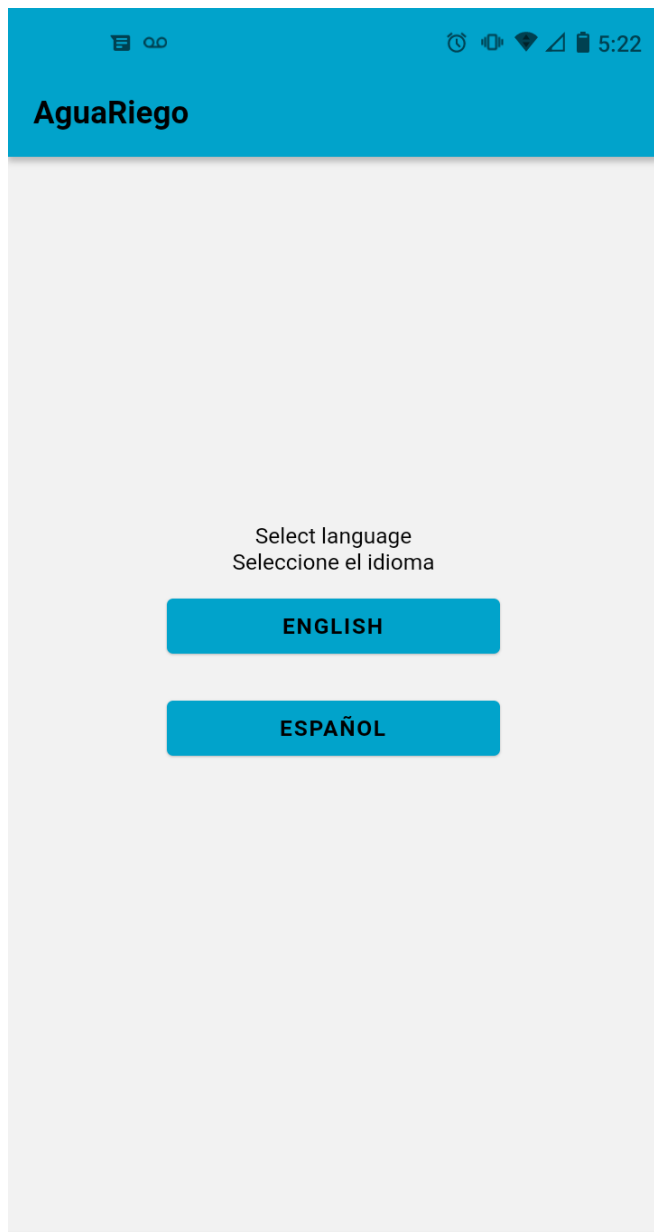 5:22
AguaRiego
Select language
Seleccione el idioma
ENGLISH
ESPAÑOL